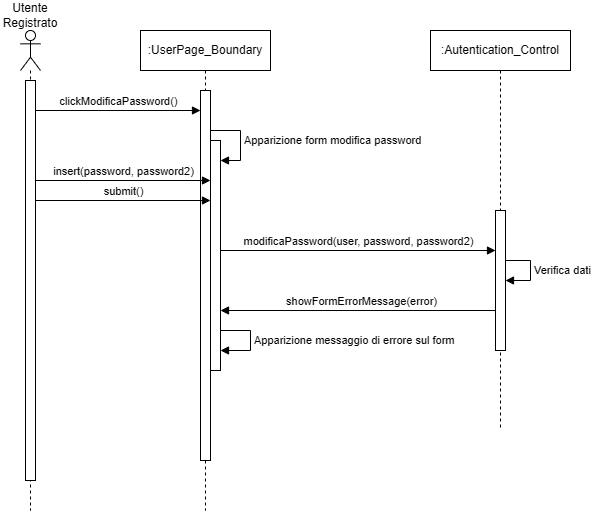 Utente
Registrato
:UserPage_Boundary
:Autentication_Control
clickModificaPassword()
Apparizione form modifica password
insert(password, password2)
submit()
modificaPassword(user, password, password2)
Verifica dati
showFormErrorMessage(error)
Apparizione messaggio di errore sul form